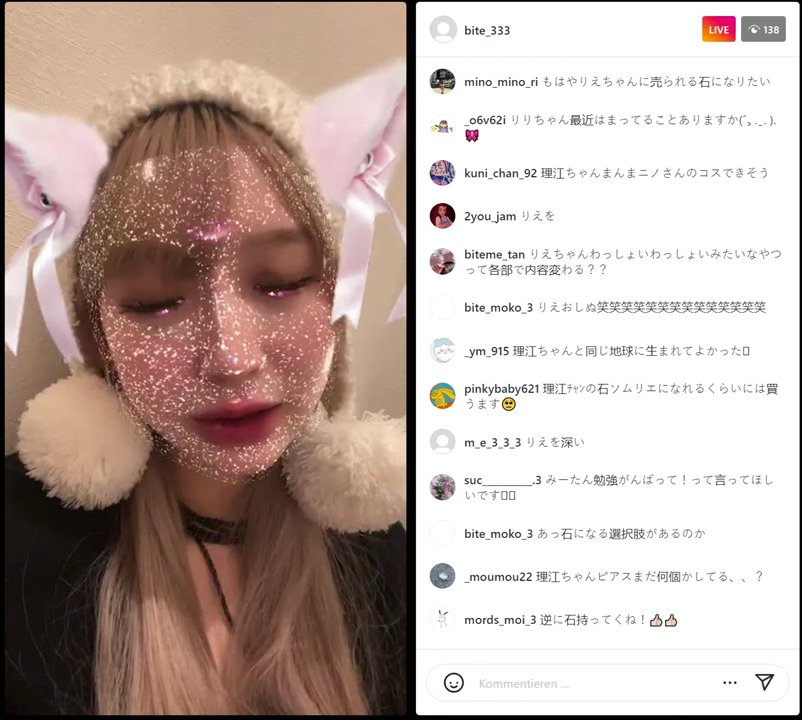 bite_333
LIVE
138
mino_mino_ri もはやりえちゃんに売られる石になりたい
_o6v62i りりちゃん最近はまってることありますか(´｡._. ).
🎀
kuni_chan_92 理江ちゃんまんまニノさんのコスできそう
2you_jam りえを
biteme_tan りえちゃんわっしょいわっしょいみたいなやつ
って各部で内容変わる？？
bite_moko_3 りえおしぬ笑笑笑笑笑笑笑笑笑笑笑笑笑笑
_ym_915 理江ちゃんと同じ地球に生まれてよかった
pinkybaby621 理江ﾁｬﾝの石ソムリエになれるくらいには買
うます🥺
m_e_3_3_3 りえを深い
suc__________.3 みーたん勉強がんばって！って言ってほし
いです
bite_moko_3 あっ石になる選択肢があるのか
_moumou22 理江ちゃんピアスまだ何個かしてる、、？
mords_moi_3 逆に石持ってくね！👍🏻👍🏻
Kommentieren ...